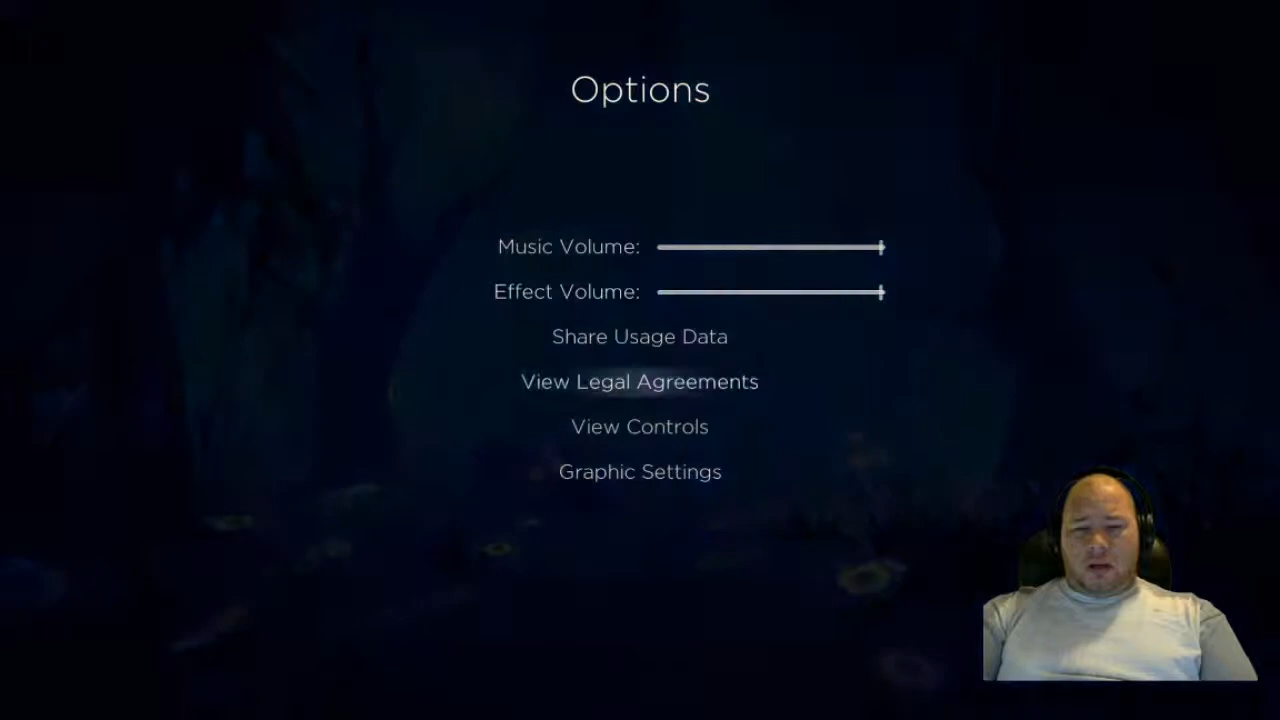 Options
Music Volume:
Effect Volume:
Share Usage Data
View Legal Agreements
View Controls
Graphic Settings